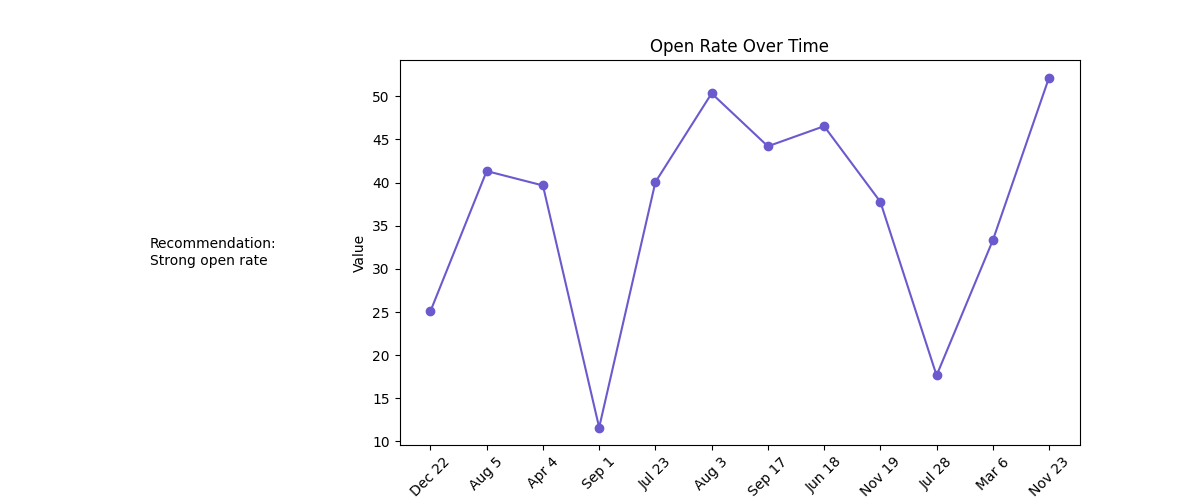 Open Rate Over Time
Recommendation:
Strong open rate
Value
50
45
40
35
30
25
20
15
10
Dec 22
Aug 5
Apr 4
Sep 1
Jul 23
Aug 3
Sep 17
Jun 18
Nov 19
Jul 28
Mar 6
Nov 23